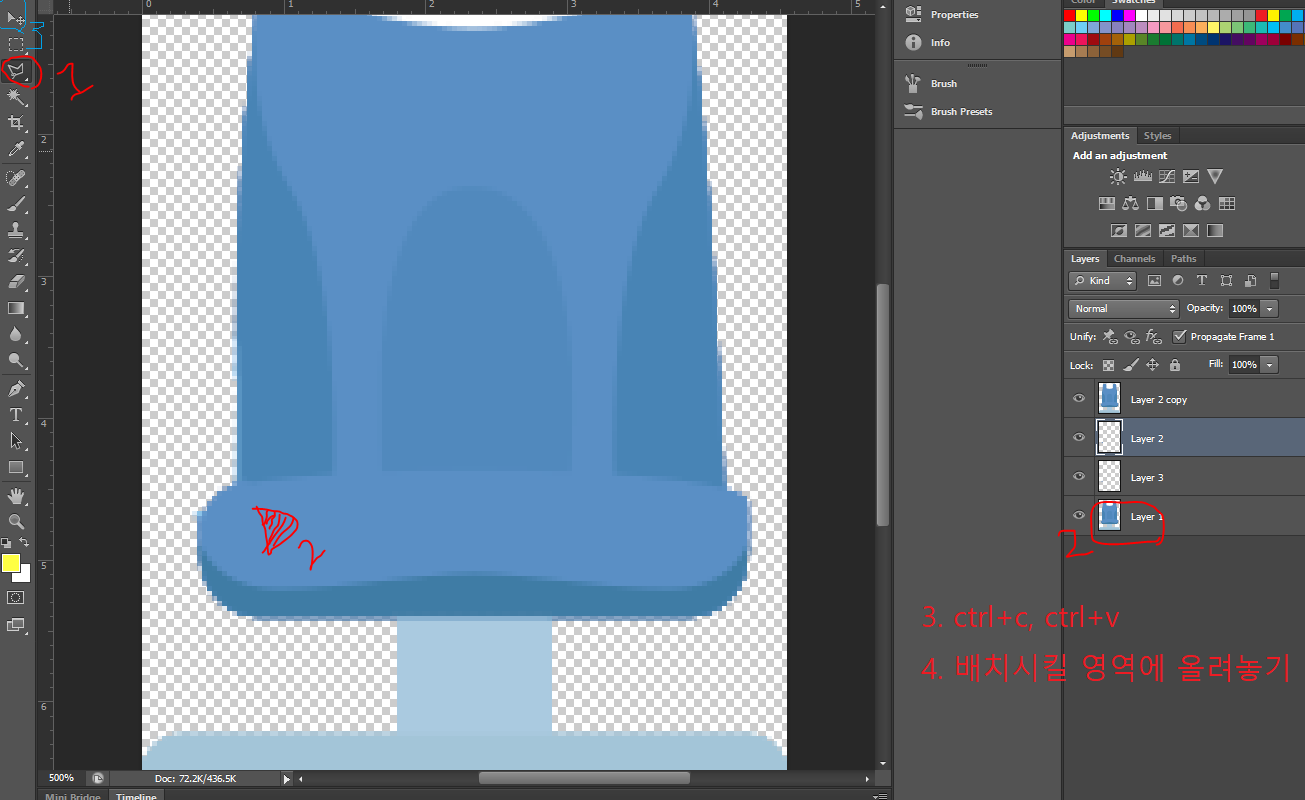 0 1 2 3 4 5
Color Swatches
Properties
Info
3
1
Brush
Brush Presets
2
Adjustments Styles
Add an adjustment
Layers Channels Paths
3
Kind
Normal Opacity: 100%
Unify: Propagate Frame 1
Lock: Fill: 100%
Layer 2 copy
4
Layer 2
Layer 3
Layer 1
2
2
5
3. ctrl+c, ctrl+v
4. 배치시킬 영역에 올려놓기
6
500% Doc: 72.2K/436.5K
Mini Bridge Timeline